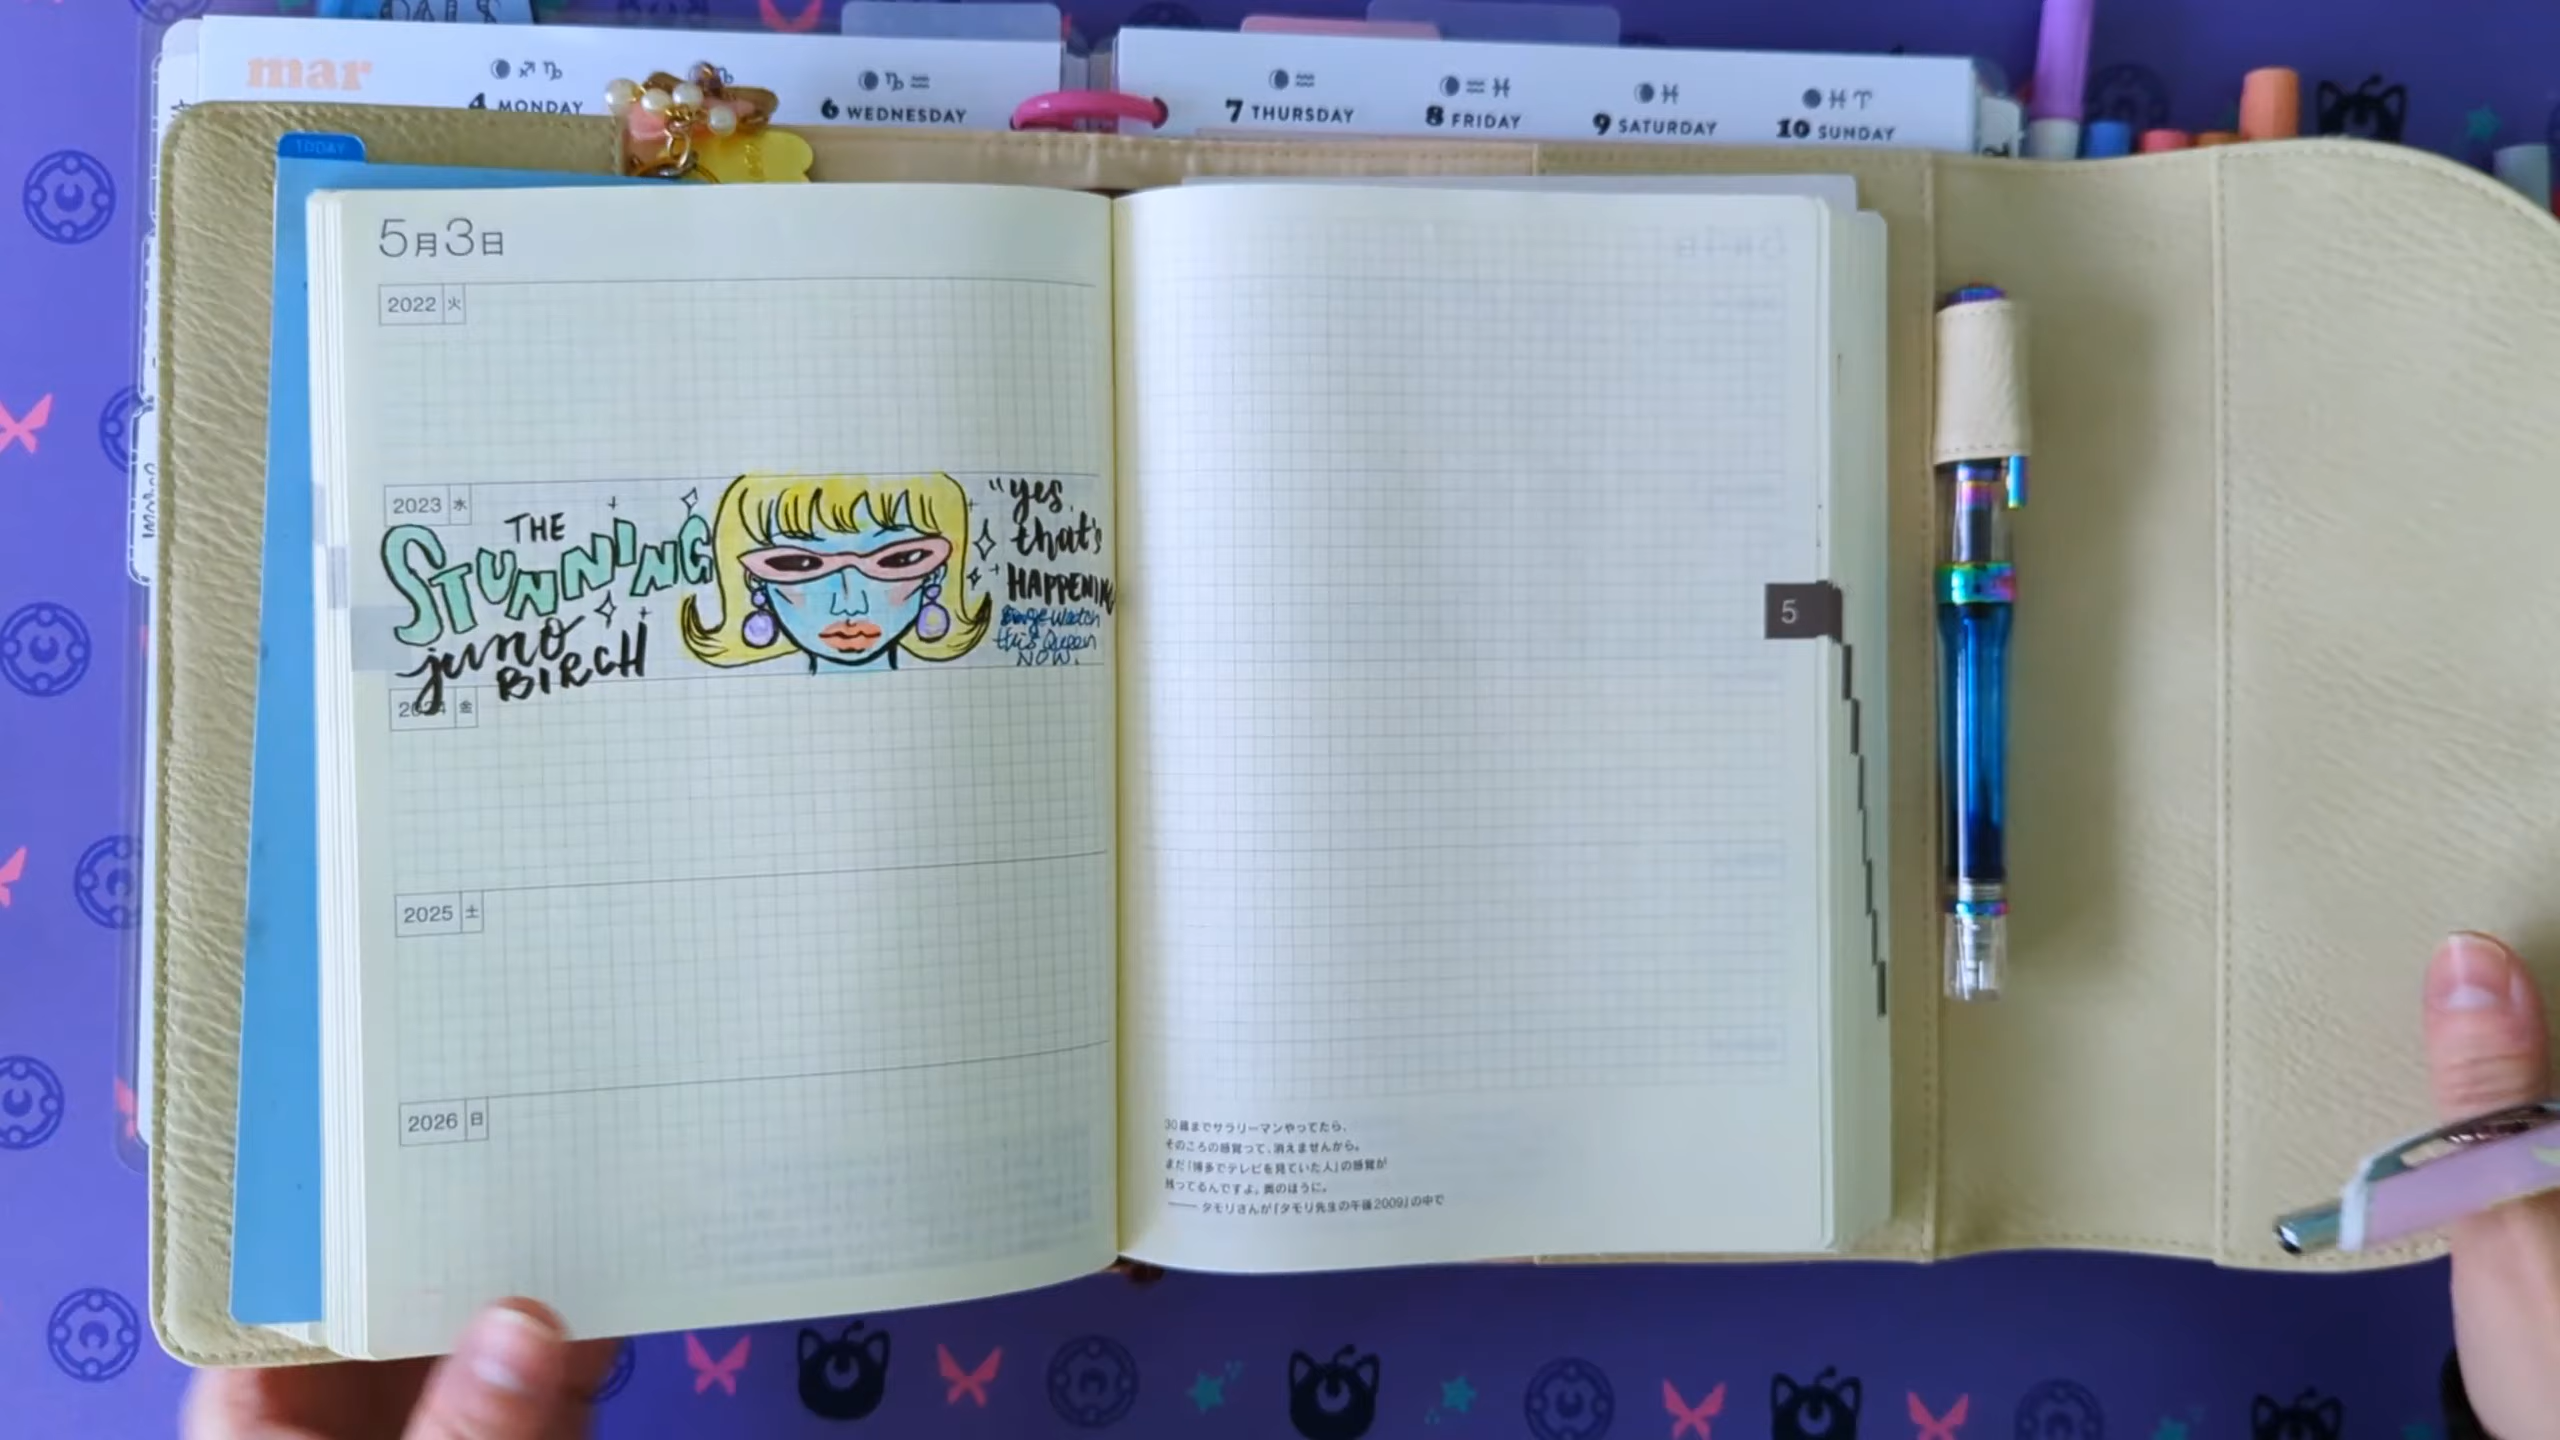 mar
4 MONDAY
6 WEDNESDAY
7 THURSDAY
8 FRIDAY
9 SATURDAY
10 SUNDAY
1DDAY
5月3日
2022 火
2023 水
THE
STUNNING
juno
BIRCH
"yes,
that's
HAPPENING
Binge watch
this Queen
NOW.
2024 金
2025 土
2026 日
5
30歳までサラリーマンやってたら、
そのころの感覚って、消えませんから。
まだ「博多でテレビを見ていた人」の感覚が
残ってるんですよ。奥のほうに。
―― タモリさんが『タモリ先生の午後2009』の中で